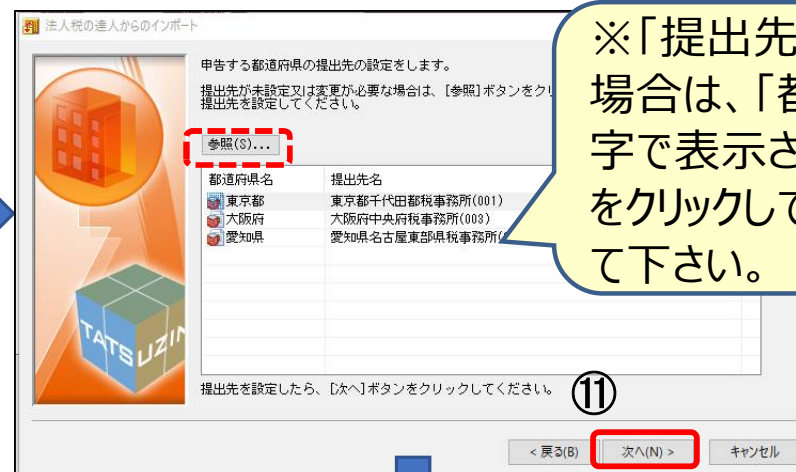 法人税の達人からのインポート
申告する都道府県の提出先の設定をします。
提出先が未設定又は変更が必要な場合は、[参照]ボタンをクリ
提出先を設定してください。
参照(S)...
都道府県名 提出先名
東京都 東京都千代田都税事務所(001)
大阪府 大阪府中央府税事務所(003)
愛知県 愛知県名古屋東部県税事務所(
TATSUZIN
提出先を設定したら、[次へ]ボタンをクリックしてください。
⑪
< 戻る(B) 次へ(N) > キャンセル
※「提出先
場合は、「都
字で表示さ
をクリックして
て下さい。